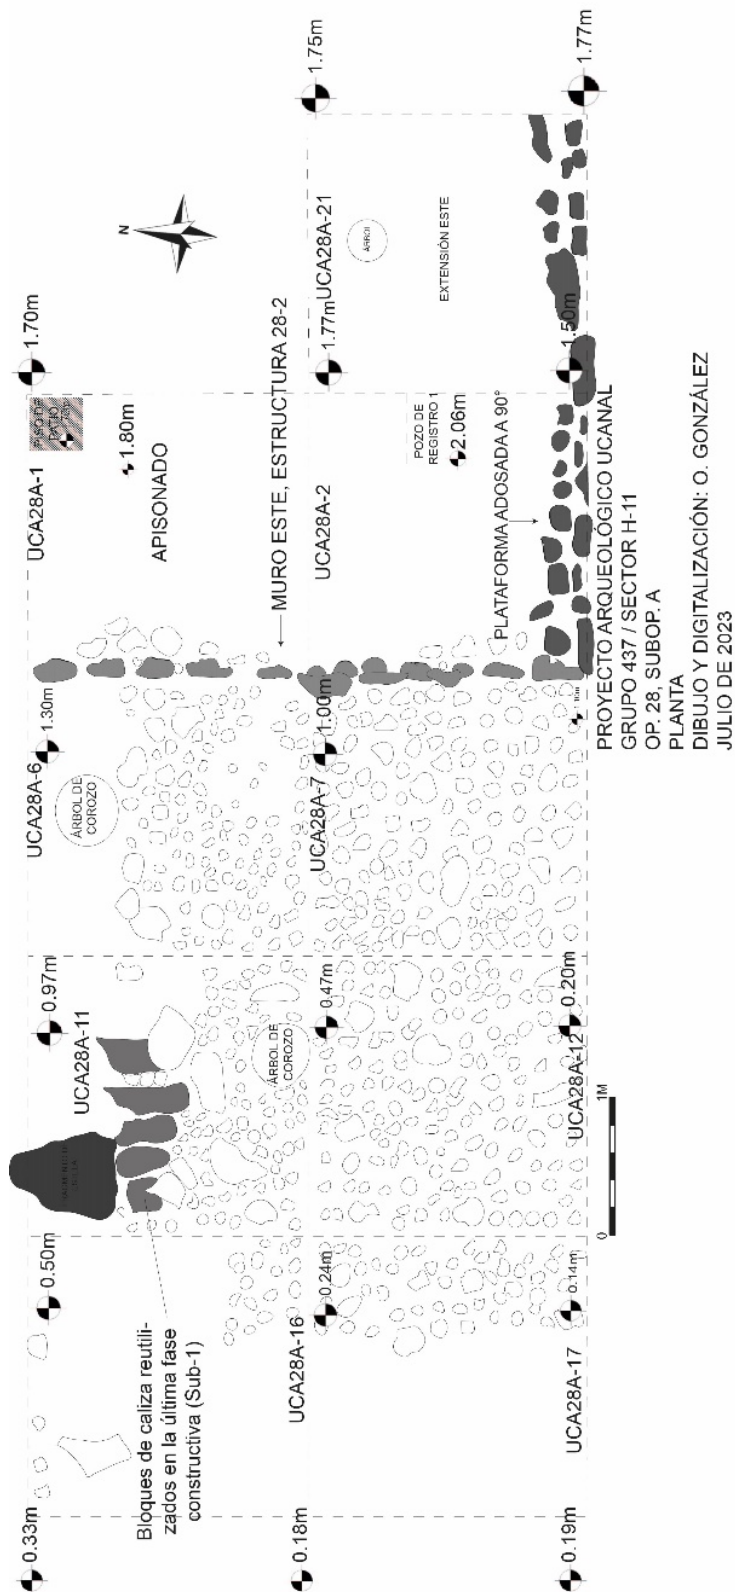 0.33m
0.50m
0.97m
UCA28A-6
1.30m
UCA28A-1
1.70m
PISO DE
PATIO
UCA28A-11
ÁRBOL DE
COROZO
N
1.80m
APISONADO
Bloques de caliza reutili-
zados en la última fase
constructiva (Sub-1)
ÁRBOL DE
COROZO
MURO ESTE, ESTRUCTURA 28-2
0.18m
UCA28A-16
0.24m
0.47m
UCA28A-7
1.00m
UCA28A-2
1.77m
UCA28A-21
1.75m
ÁRBOL
POZO DE
REGISTRO 1
2.06m
EXTENSIÓN ESTE
PLATAFORMA ADOSADA A 90°
0.19m
UCA28A-17
0.14m
UCA28A-12
0.20m
1.50m
1.77m
0
1M
PROYECTO ARQUEOLÓGICO UCANAL
GRUPO 437 / SECTOR H-11
OP. 28, SUBOP. A
PLANTA
DIBUJO Y DIGITALIZACIÓN: O. GONZÁLEZ
JULIO DE 2023